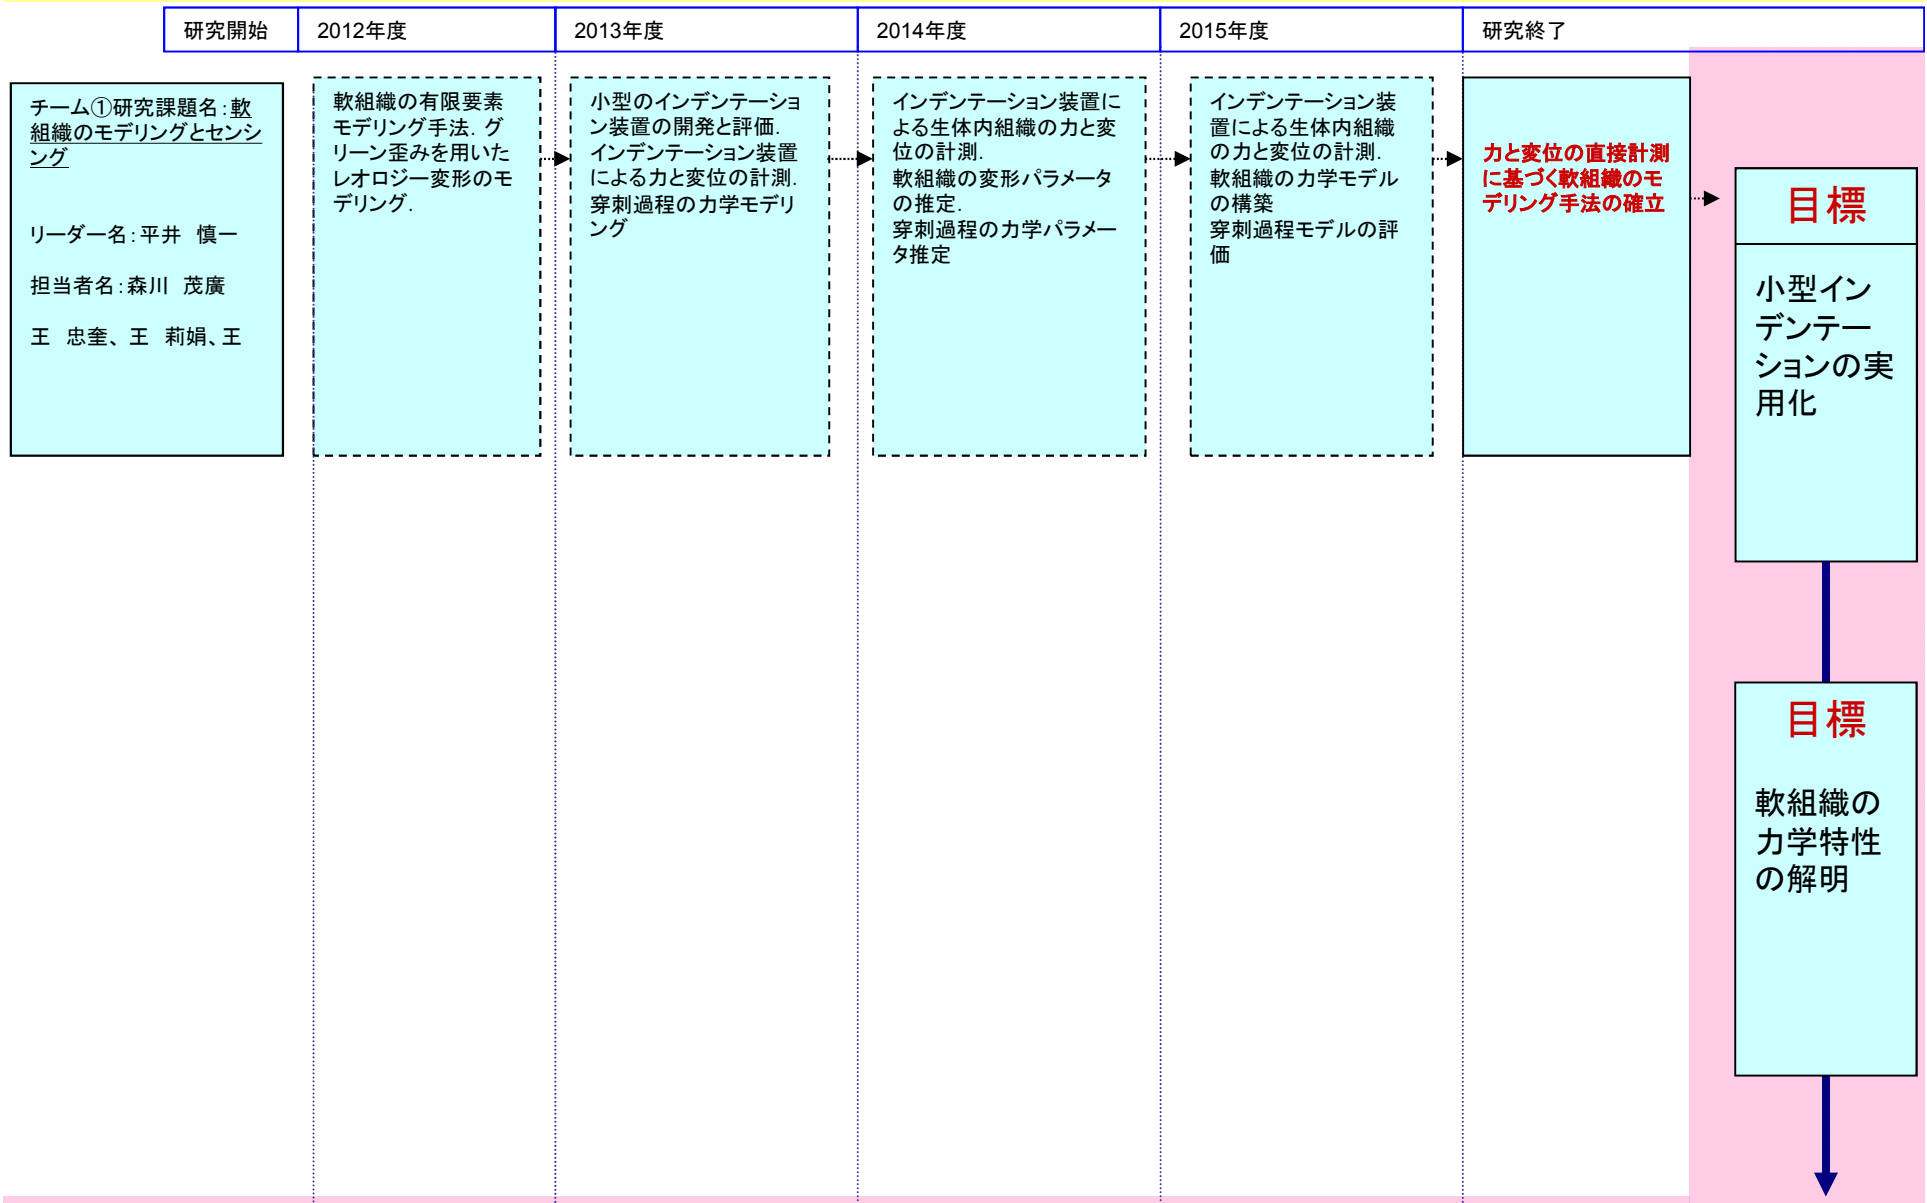 研究開始
2012年度
2013年度
2014年度
2015年度
研究終了
チーム①研究課題名：軟
組織のモデリングとセンシ
ング
リーダー名：平井　慎一
担当者名：森川　茂廣
王　忠奎、王　莉娟、王
軟組織の有限要素
モデリング手法．グ
リーン歪みを用いた
レオロジー変形のモ
デリング．
小型のインデンテーショ
ン装置の開発と評価．
インデンテーション装置
による力と変位の計測．
穿刺過程の力学モデリ
ング
インデンテーション装置に
よる生体内組織の力と変
位の計測．
軟組織の変形パラメータ
の推定．
穿刺過程の力学パラメー
タ推定
インデンテーション装
置による生体内組織
の力と変位の計測．
軟組織の力学モデル
の構築
穿刺過程モデルの評
価
力と変位の直接計測
に基づく軟組織のモ
デリング手法の確立
目標
小型イン
デンテー
ションの実
用化
目標
軟組織の
力学特性
の解明